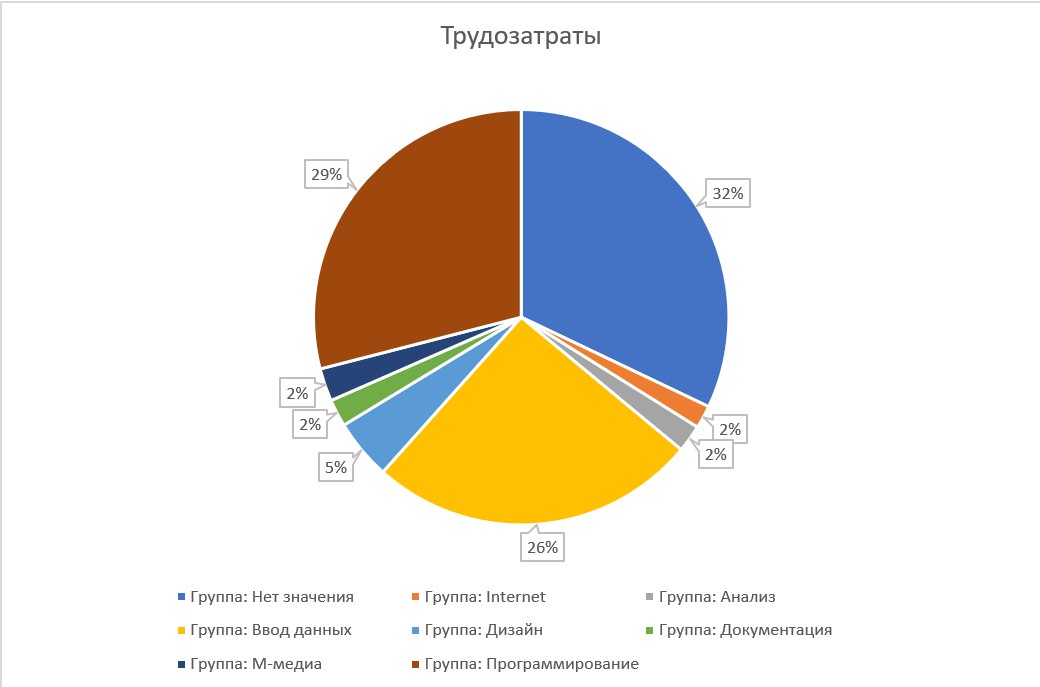 Трудозатраты
29%
32%
2%
2%
2%
2%
5%
26%
Группа: Нет значения
Группа: Internet
Группа: Анализ
Группа: Ввод данных
Группа: Дизайн
Группа: Документация
Группа: М-медиа
Группа: Программирование